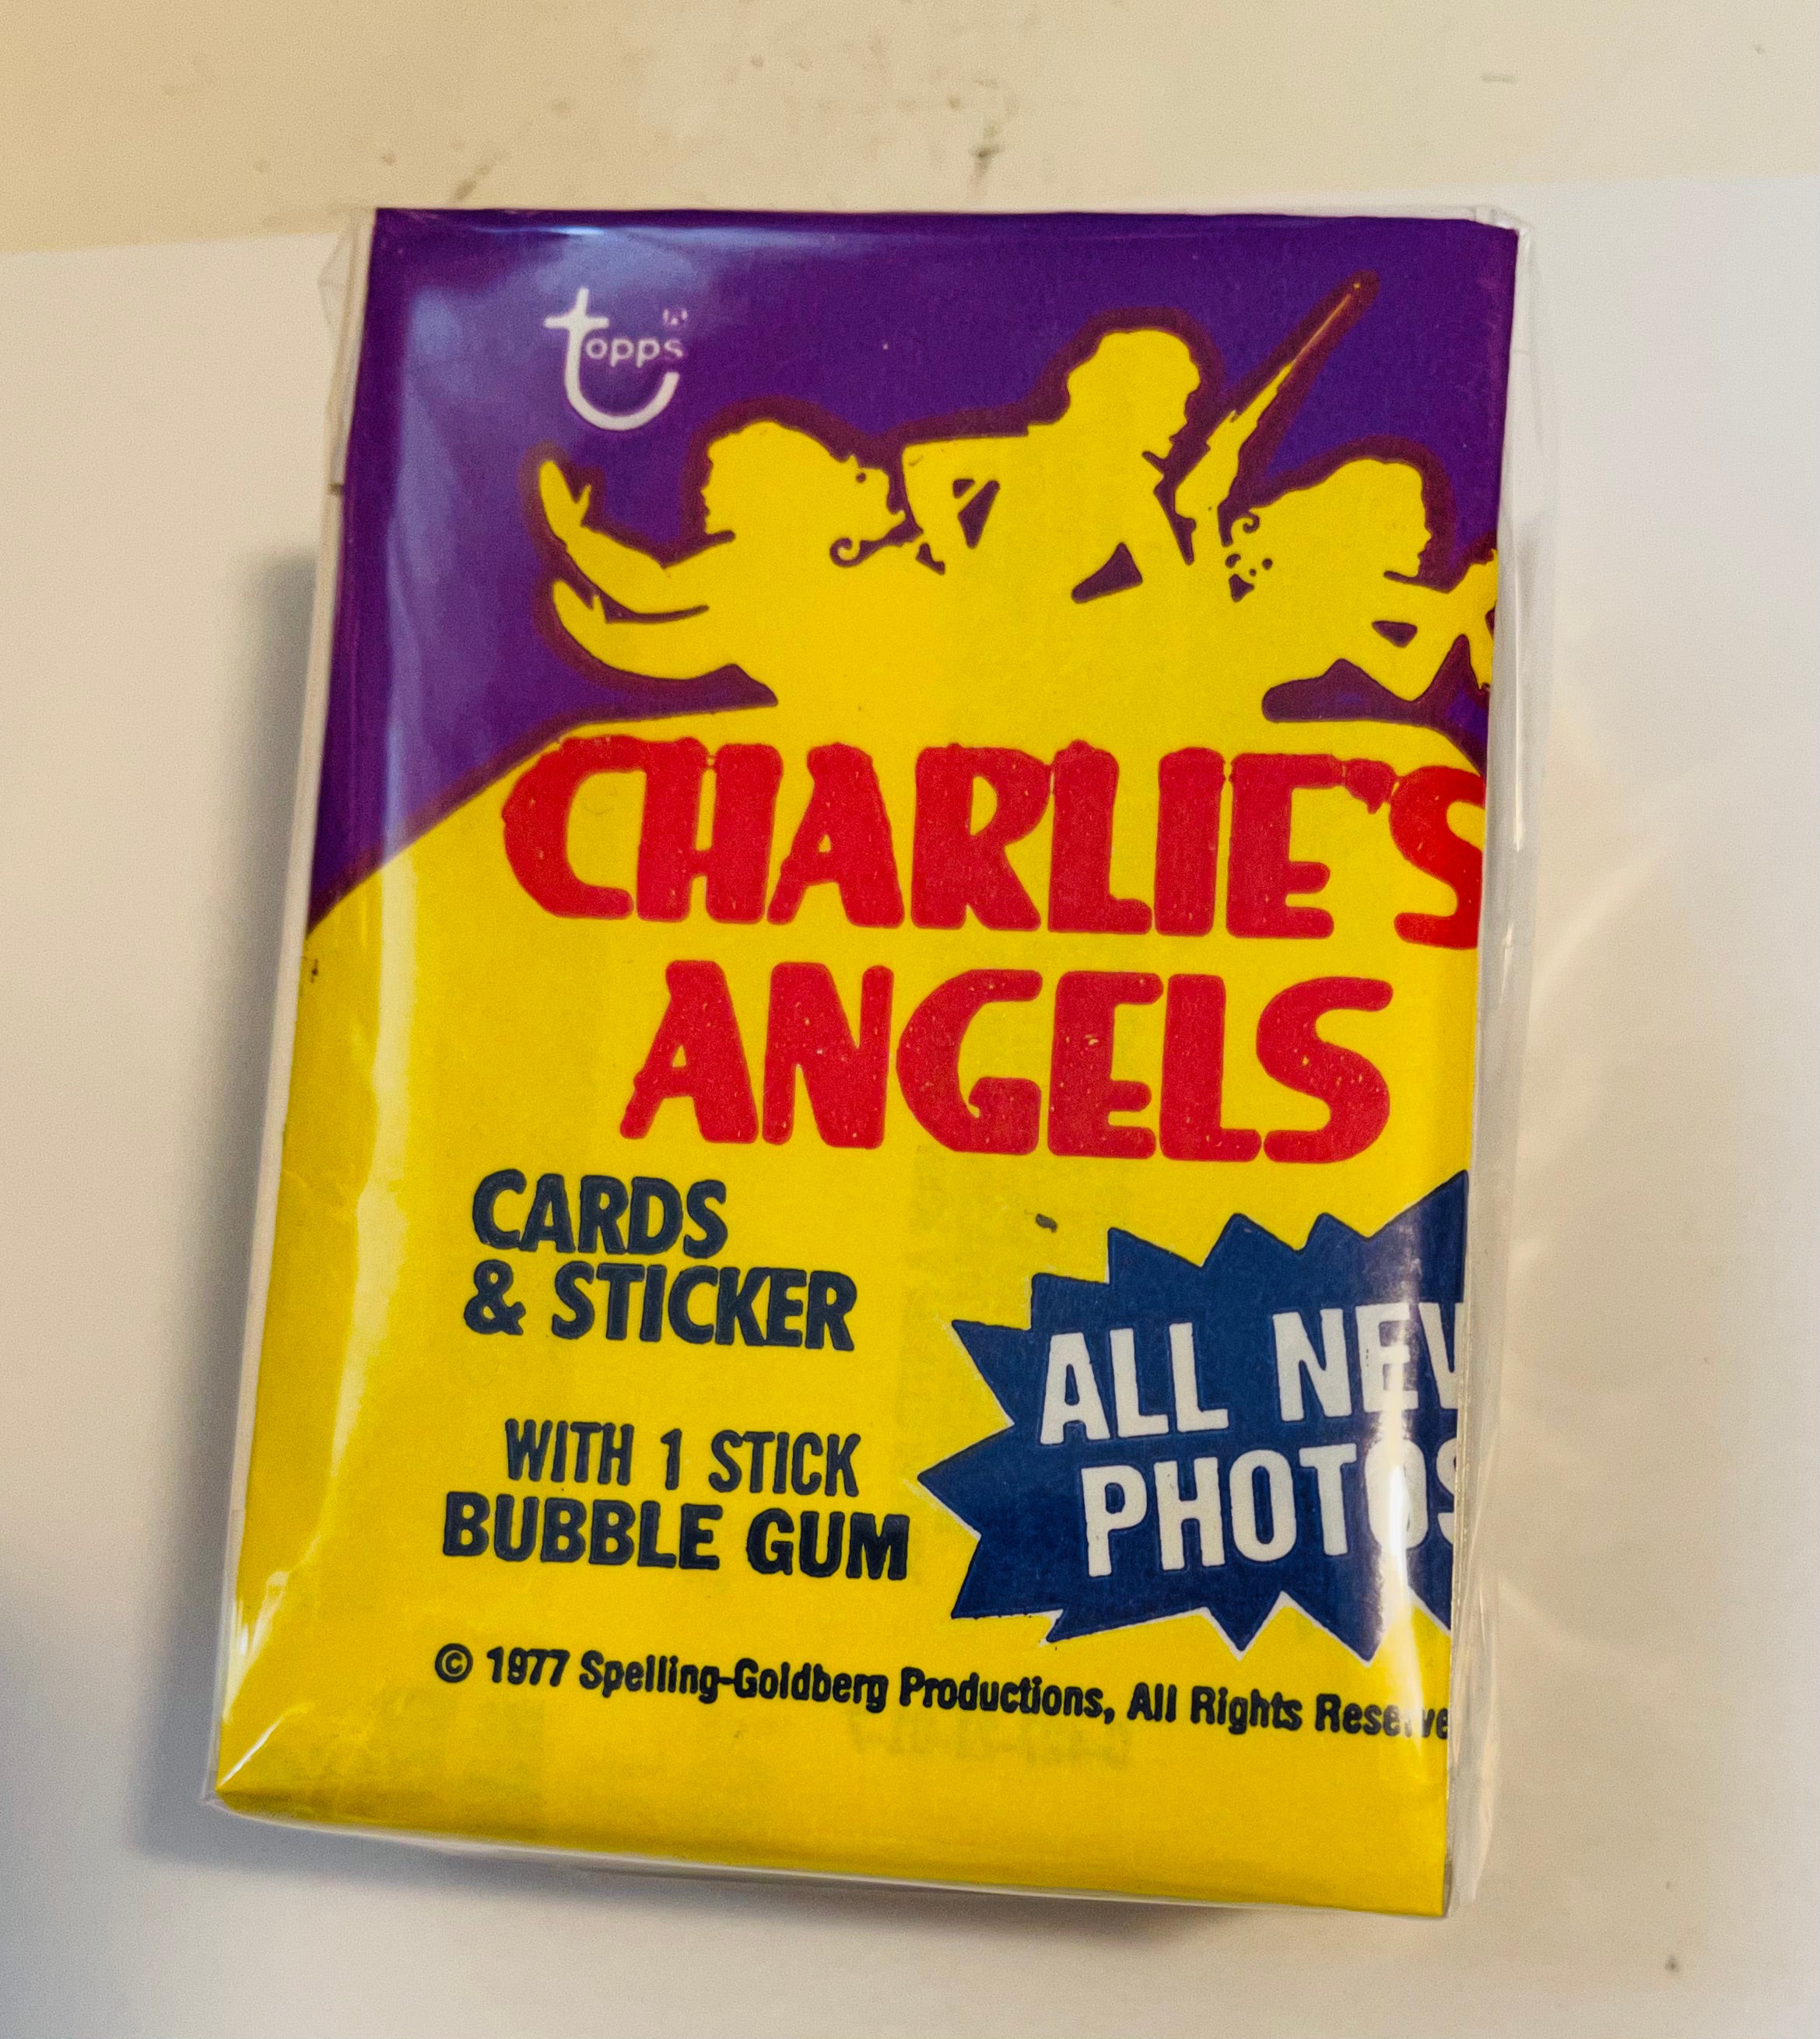 topps®
CHARLIE'S
ANGELS
CARDS
& STICKER
ALL NEW
PHOTOS
WITH 1 STICK
BUBBLE GUM
© 1977 Spelling-Goldberg Productions, All Rights Reserve